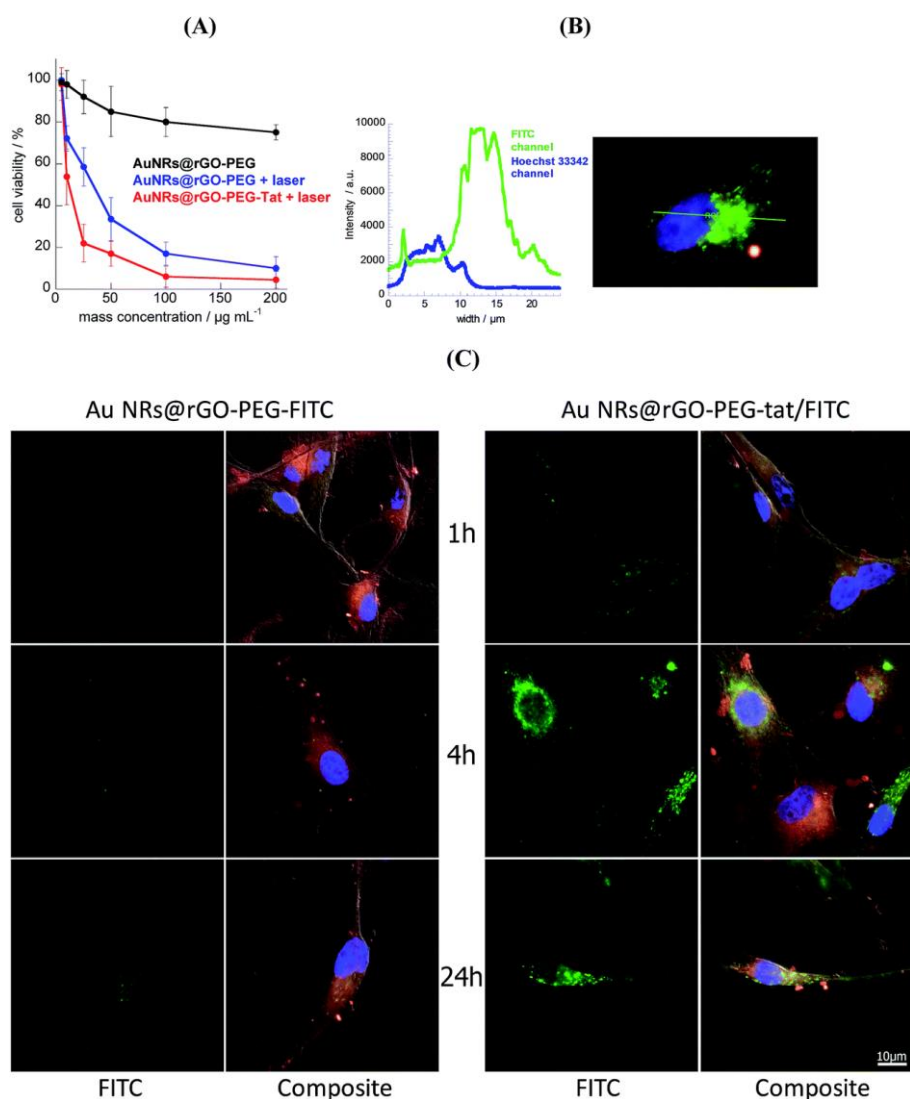 (A)
(B)
cell viability / %
100
80
60
40
20
0
0
50
100
150
200
mass concentration / µg mL⁻¹
AuNRs@rGO-PEG
AuNRs@rGO-PEG + laser
AuNRs@rGO-PEG-Tat + laser
Intensity / a.u.
10000
8000
6000
4000
2000
0
0
5
10
15
20
width / µm
FITC
channel
Hoechst 33342
channel
(C)
Au NRs@rGO-PEG-FITC
Au NRs@rGO-PEG-tat/FITC
1h
4h
24h
10µm
FITC
Composite
FITC
Composite